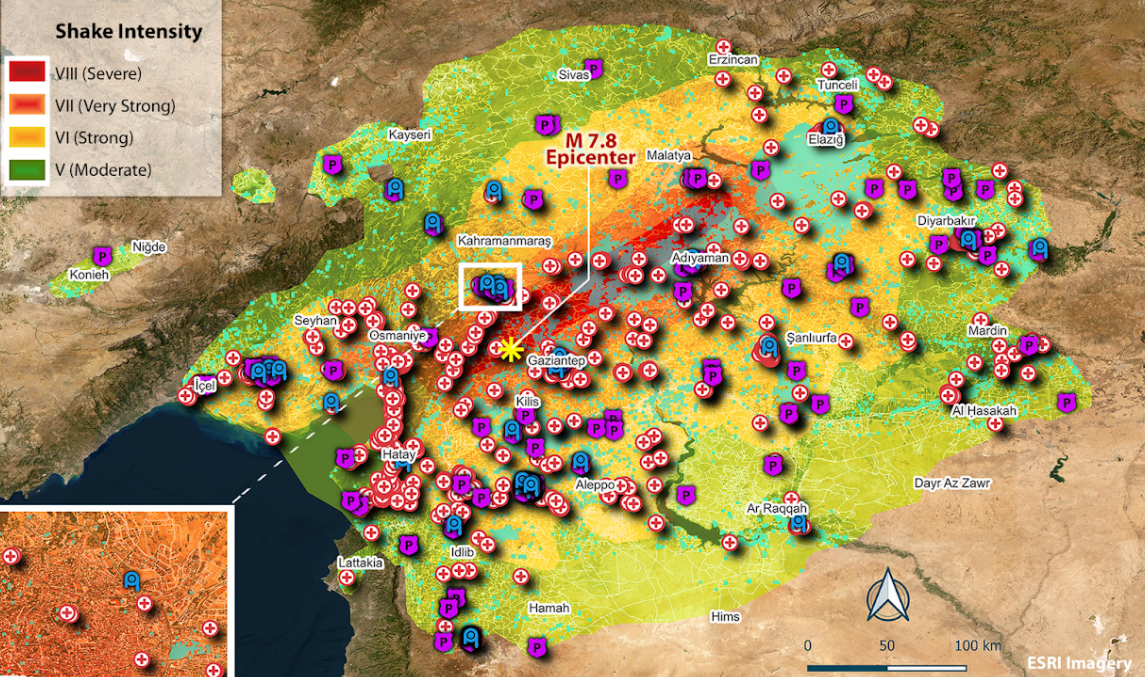 Shake Intensity
VIII (Severe)
VII (Very Strong)
VI (Strong)
V (Moderate)
Erzincan
Sivas
Tunceli
Kayseri
M 7.8
Epicenter
Elazığ
Malatya
Diyarbakır
Niğde
Konieh
Kahramanmaraş
Adıyaman
Seyhan
Osmaniye
Şanlıurfa
Mardin
Gaziantep
İçel
Kilis
Al Hasakah
Hatay
Aleppo
Dayr Az Zawr
Ar Raqqah
Idlib
Lattakia
Hamah
Hims
0 50 100 km
ESRI Imagery